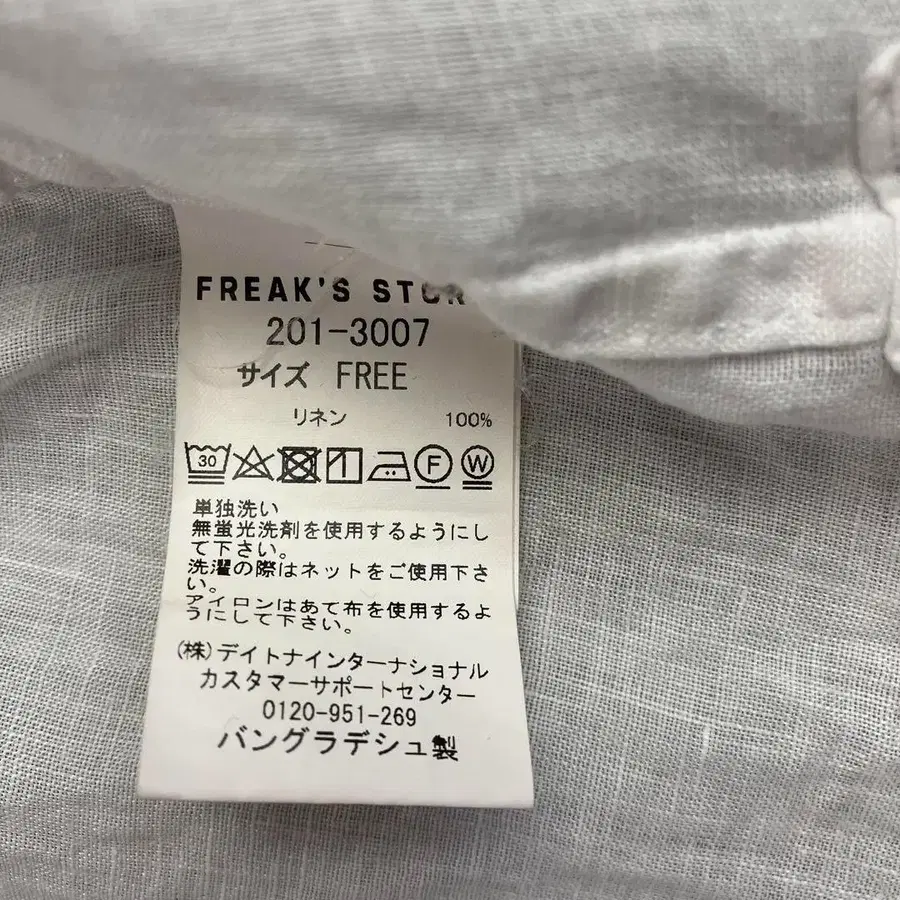 FREAK'S STOR
201-3007
サイズ FREE
リネン 100%
30 F W
単独洗い
無蛍光洗剤を使用するようにし
て下さい。
洗濯の際はネットをご使用下さ
い。
アイロンはあて布を使用するよ
うにして下さい。
(株)デイトナインターナショナル
カスタマーサポートセンター
0120-951-269
バングラデシュ製